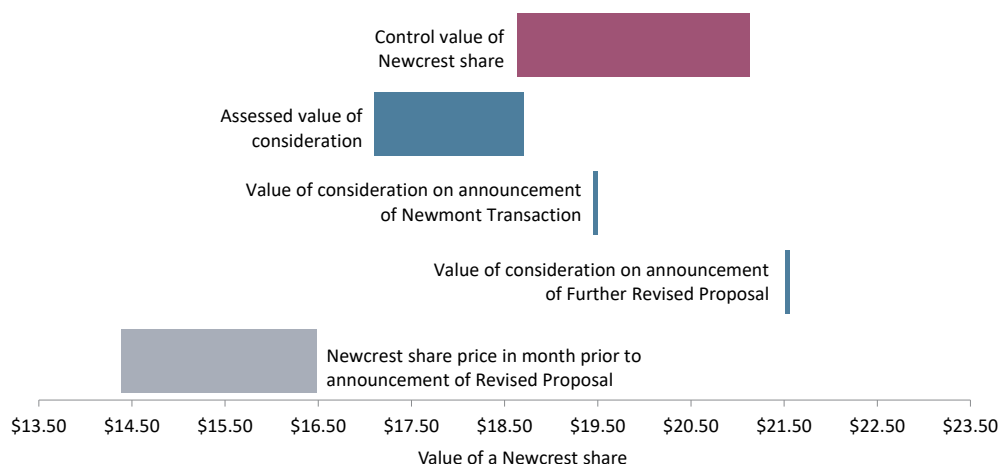 Control value of
Newcrest share
Assessed value of
consideration
Value of consideration on announcement
of Newmont Transaction
Value of consideration on announcement
of Further Revised Proposal
Newcrest share price in month prior to
announcement of Revised Proposal
$13.50 $14.50 $15.50 $16.50 $17.50 $18.50 $19.50 $20.50 $21.50 $22.50 $23.50
Value of a Newcrest share